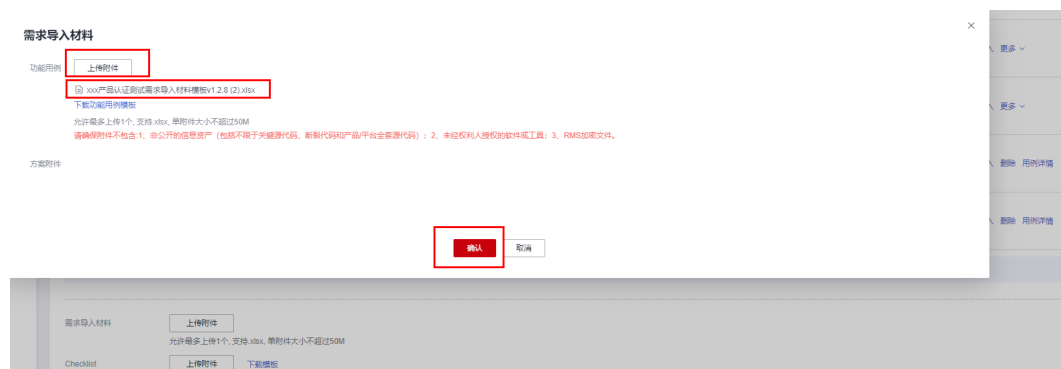 需求导入材料
×
更多
功能用例 上传附件
xxx产品认证测试需求导入材料模板v1.2.8 (2).xlsx
下载功能用例模板
更多
允许最多上传1个, 支持.xlsx, 单附件大小不超过50M
请确保附件不包含:1、非公开的信息资产（包括不限于关键源代码、断裂代码和产品/平台全套源代码）; 2、未经权利人授权的软件或工具; 3、RMS加密文件。
方案附件
删除 用例详情
删除 用例详情
确认 取消
需求导入材料 上传附件
允许最多上传1个, 支持.xlsx, 单附件大小不超过50M
Checklist 上传附件 下载模板